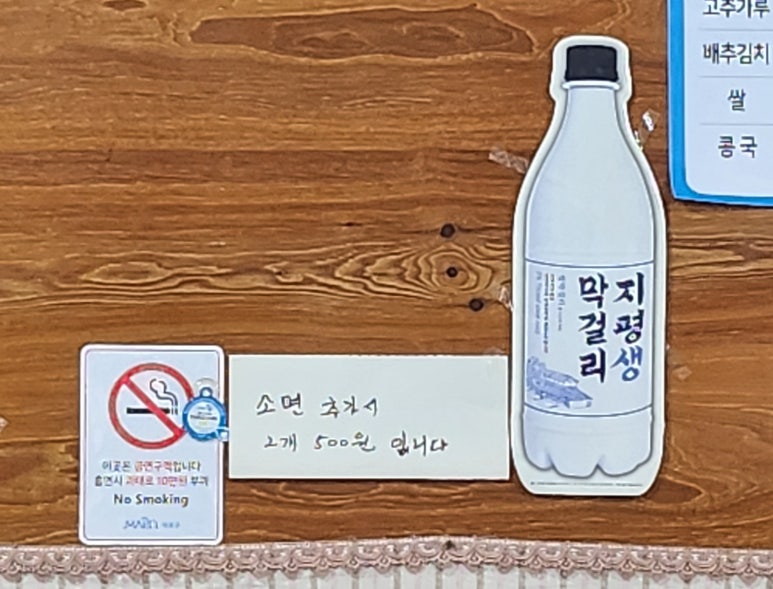 고추가루
배추김치
쌀
콩국
지평생
막걸리
소면 추가시
2개 500원 입니다
이곳은 금연구역입니다
흡연시 과태료 10만원 부과
No Smoking